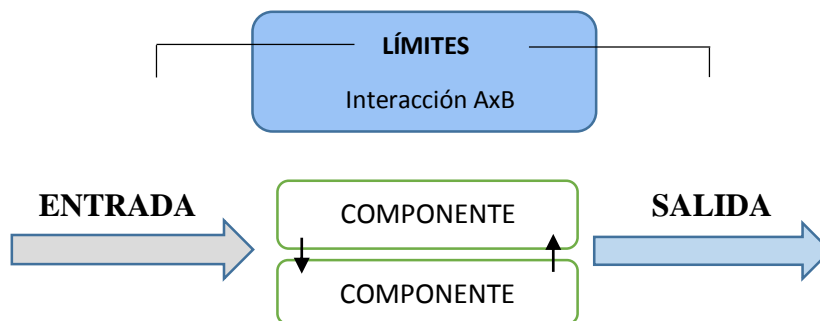 LÍMITES
Interacción AxB
ENTRADA
COMPONENTE
SALIDA
COMPONENTE